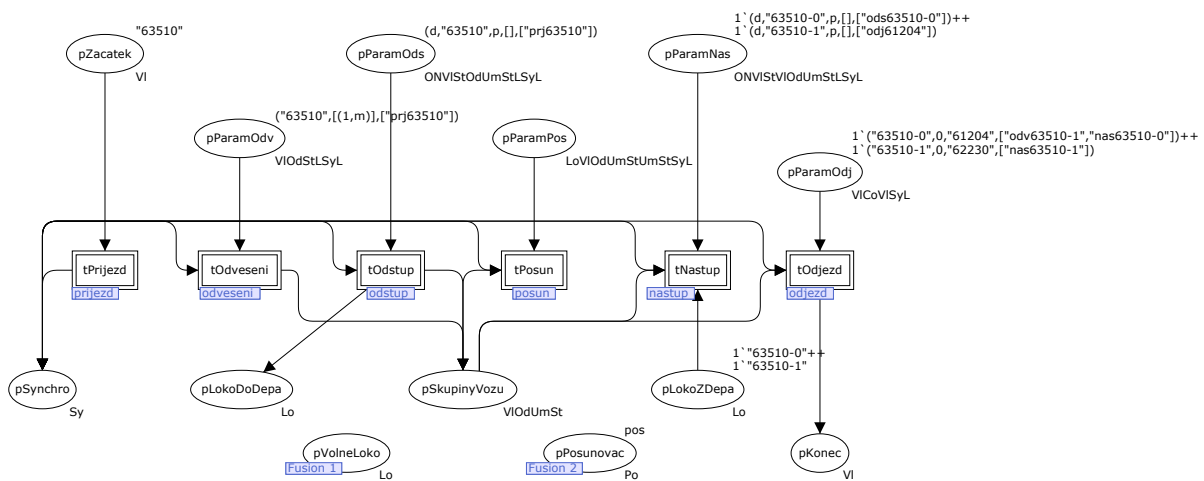 "63510"
pZacatek
Vl
(d,"63510",p,[],["prj63510"])
pParamOds
ONVlStOdUmStLSyL
1`(d,"63510-0",p,[],["ods63510-0"])++
1`(d,"63510-1",p,[],["odj61204"])
pParamNas
ONVlStVlOdUmStLSyL
("63510",[(1,m)],["prj63510"])
pParamOdv
VlOdStLSyL
pParamPos
LoVlOdUmStUmStSyL
1`("63510-0",0,"61204",["odv63510-1","nas63510-0"])++
1`("63510-1",0,"62230",["nas63510-1"])
pParamOdj
VlCoVlSyL
tPrijezd
prijezd
tOdveseni
odveseni
tOdstup
odstup
tPosun
posun
tNastup
nastup
tOdjezd
odjezd
pSynchro
Sy
pLokoDoDepa
Lo
pSkupinyVozu
VlOdUmSt
1`"63510-0"++
1`"63510-1"
pLokoZDepa
Lo
pVolneLoko
Fusion 1
Lo
pos
pPosunovac
Fusion 2
Po
pKonec
Vl